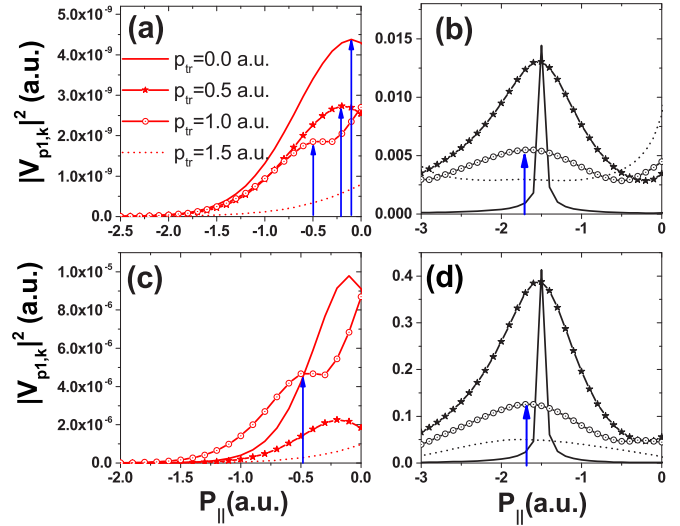 (a)
(b)
5.0x10⁻⁹
4.0x10⁻⁹
3.0x10⁻⁹
2.0x10⁻⁹
1.0x10⁻⁹
0.0
|V_p1,k|² (a.u.)
p_tr=0.0 a.u.
p_tr=0.5 a.u.
p_tr=1.0 a.u.
p_tr=1.5 a.u.
-2.5 -2.0 -1.5 -1.0 -0.5 0.0
0.015
0.010
0.005
0.000
-3 -2 -1 0
(c)
(d)
1.0x10⁻⁵
8.0x10⁻⁶
6.0x10⁻⁶
4.0x10⁻⁶
2.0x10⁻⁶
0.0
|V_p1,k|² (a.u.)
-2.0 -1.5 -1.0 -0.5 0.0
P_||(a.u.)
0.4
0.3
0.2
0.1
0.0
-3 -2 -1 0
P_||(a.u.)